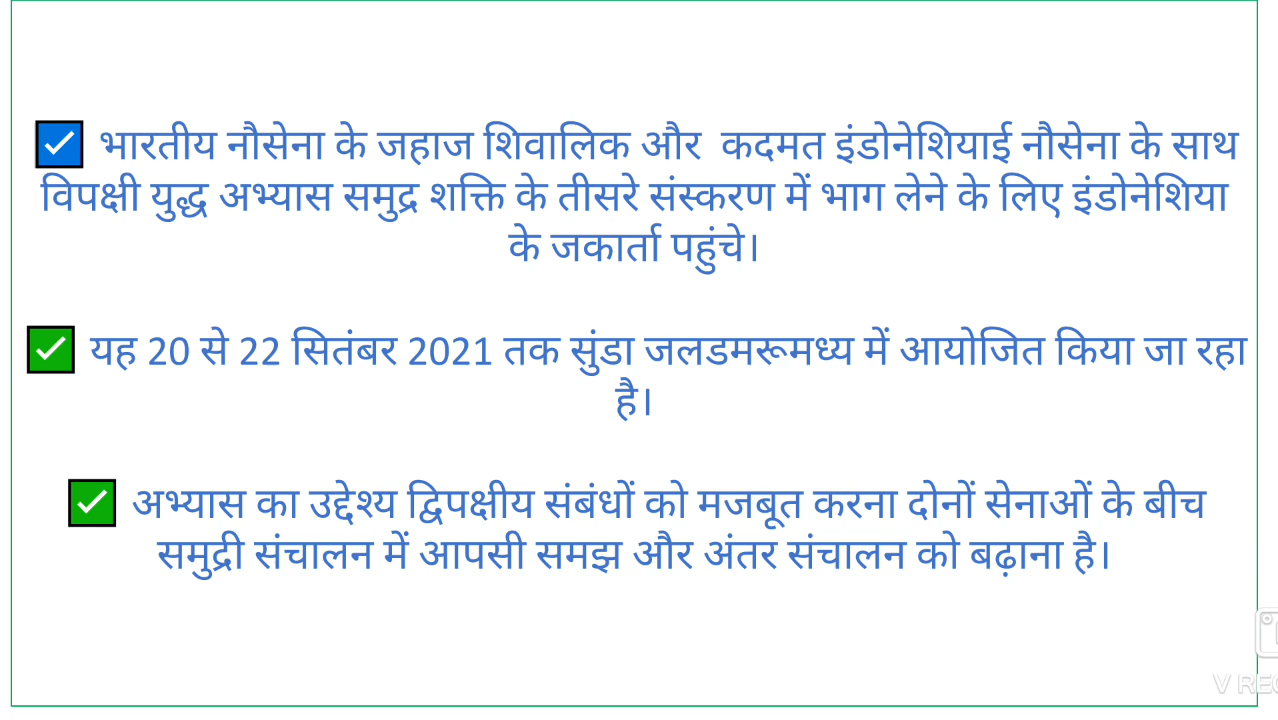 ✅ भारतीय नौसेना के जहाज शिवालिक और कदमत इंडोनेशियाई नौसेना के साथ
विपक्षी युद्ध अभ्यास समुद्र शक्ति के तीसरे संस्करण में भाग लेने के लिए इंडोनेशिया
के जकार्ता पहुंचे।
✅ यह 20 से 22 सितंबर 2021 तक सुंडा जलडमरूमध्य में आयोजित किया जा रहा
है।
✅ अभ्यास का उद्देश्य द्विपक्षीय संबंधों को मजबूत करना दोनों सेनाओं के बीच
समुद्री संचालन में आपसी समझ और अंतर संचालन को बढ़ाना है।
V REC